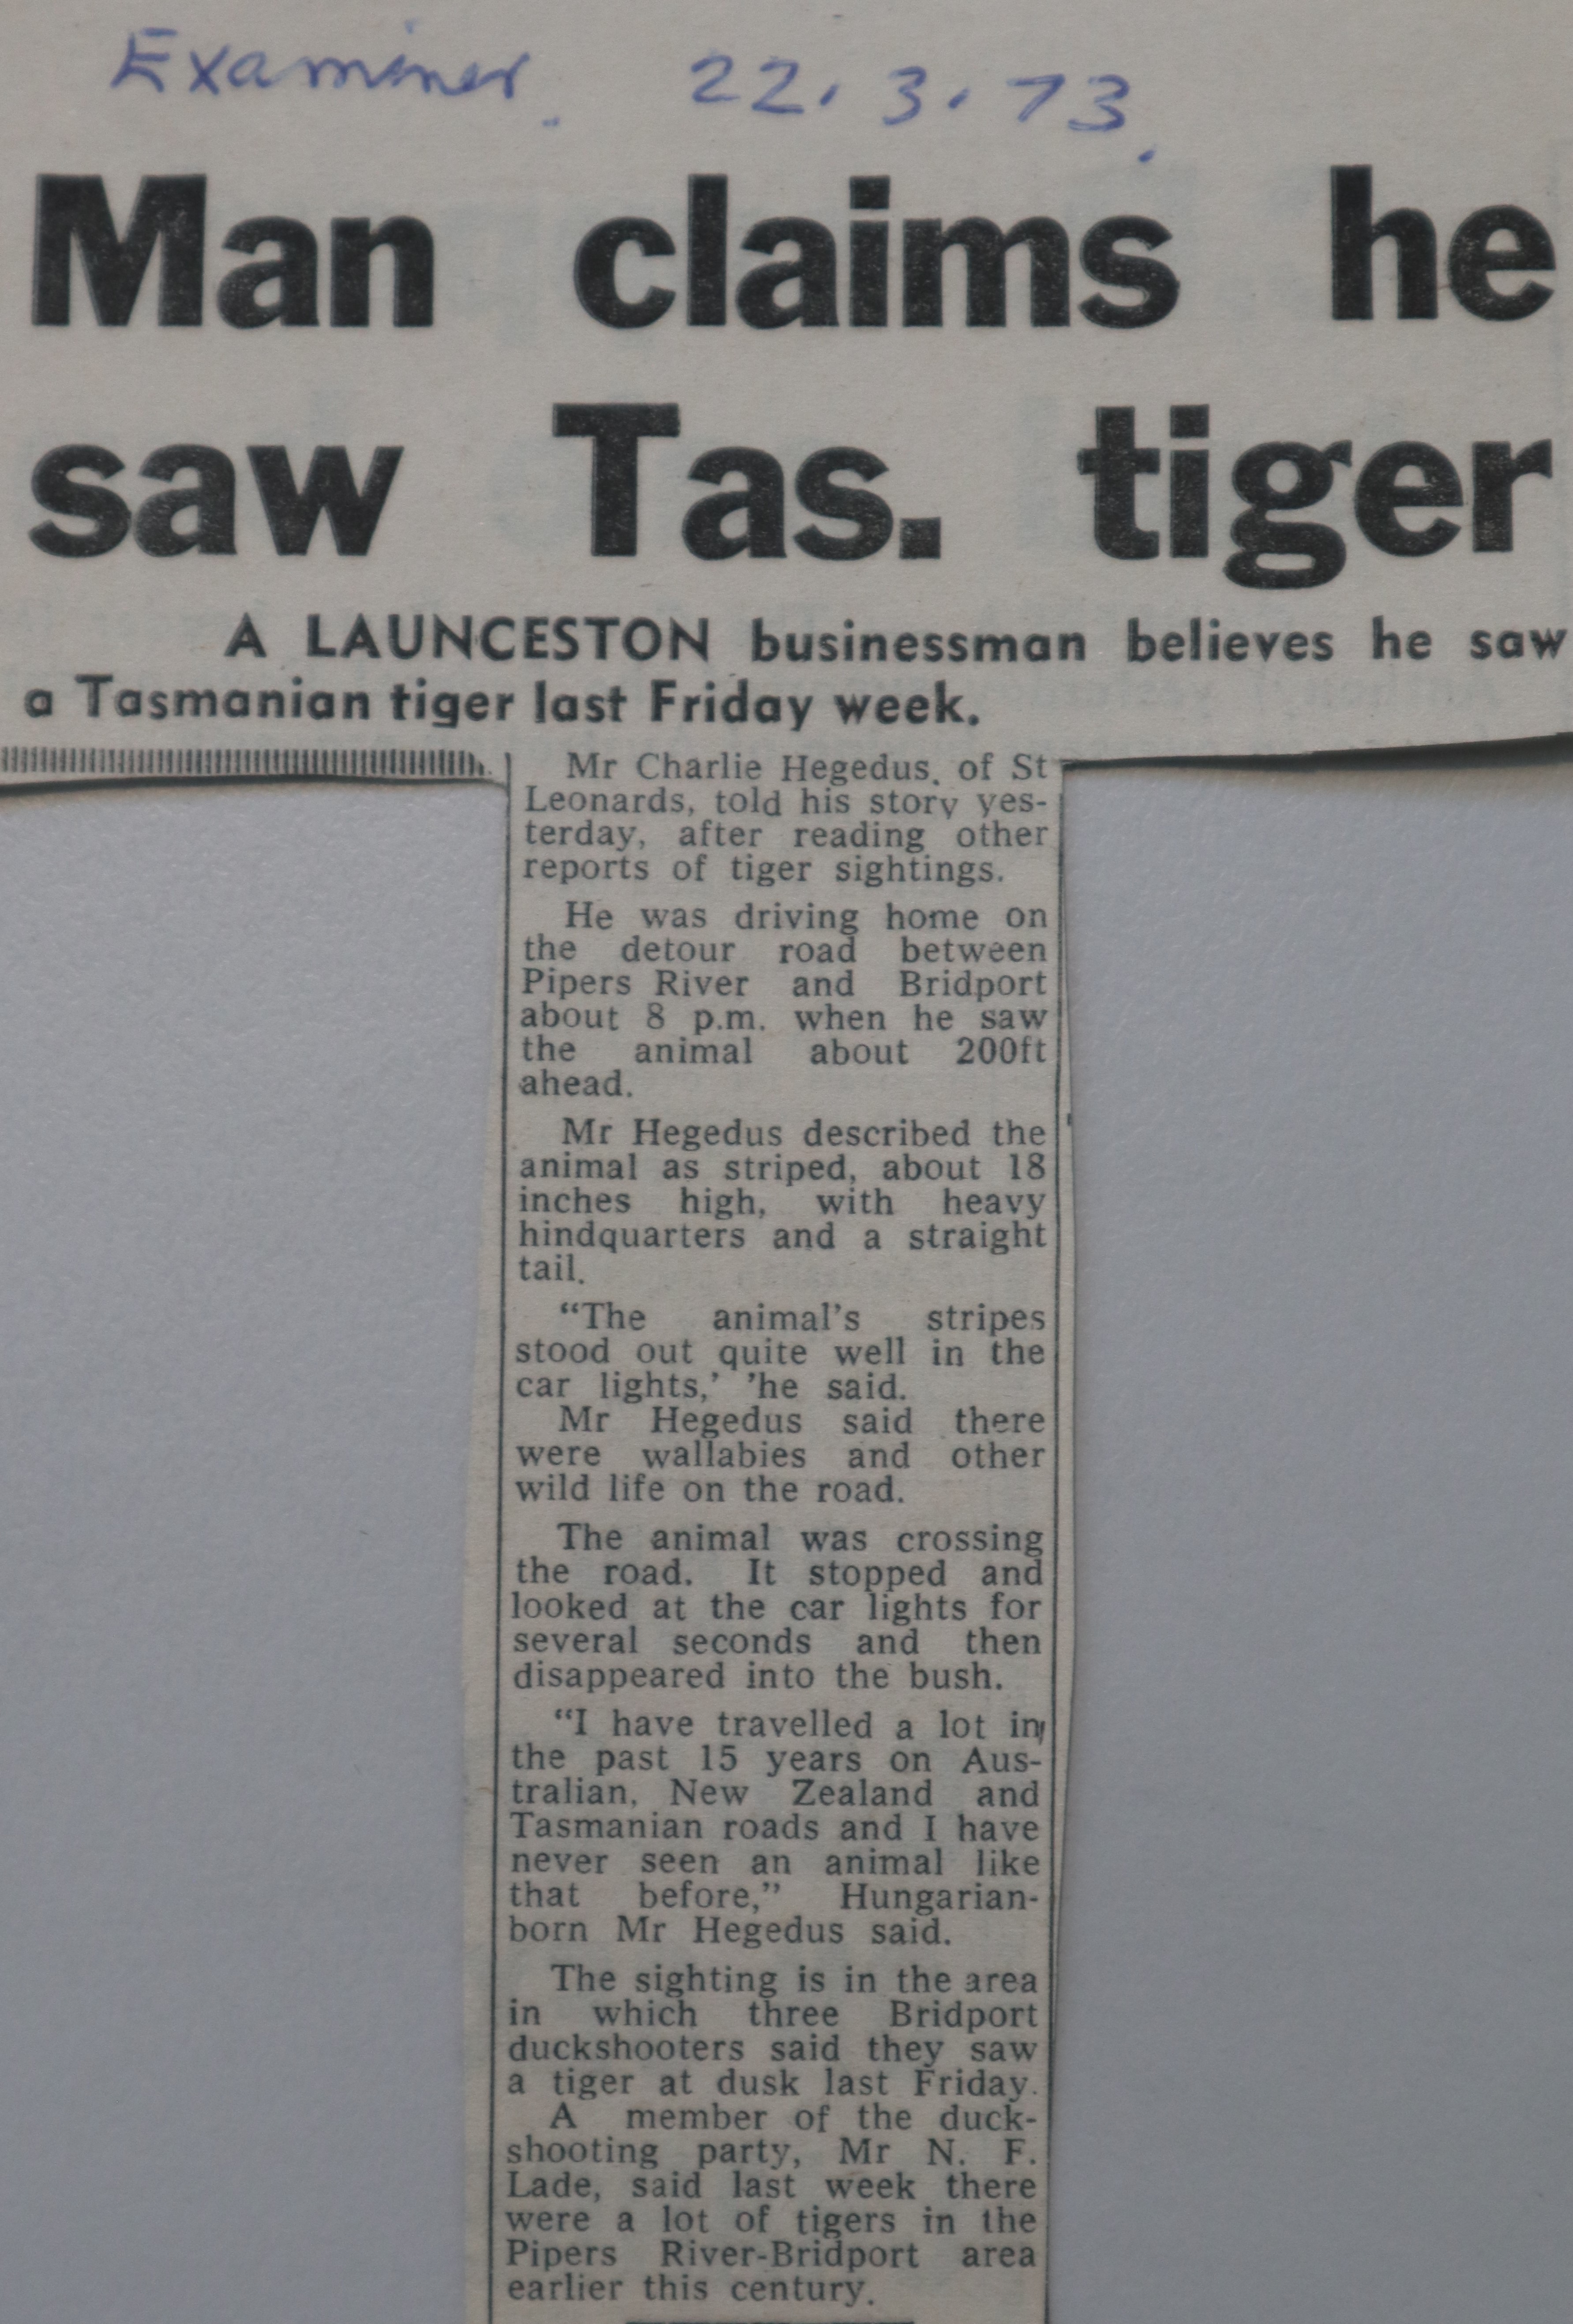 Examiner. 22.3.73.
Man claims he
saw Tas. tiger
A LAUNCESTON businessman believes he saw
a Tasmanian tiger last Friday week.
Mr Charlie Hegedus, of St
Leonards, told his story yes-
terday, after reading other
reports of tiger sightings.
He was driving home on
the detour road between
Pipers River and Bridport
about 8 p.m. when he saw
the animal about 200ft
ahead.
Mr Hegedus described the
animal as striped, about 18
inches high, with heavy
hindquarters and a straight
tail.
“The animal’s stripes
stood out quite well in the
car lights,’ ’he said.
Mr Hegedus said there
were wallabies and other
wild life on the road.
The animal was crossing
the road. It stopped and
looked at the car lights for
several seconds and then
disappeared into the bush.
“I have travelled a lot in
the past 15 years on Aus-
tralian, New Zealand and
Tasmanian roads and I have
never seen an animal like
that before,” Hungarian-
born Mr Hegedus said.
The sighting is in the area
in which three Bridport
duckshooters said they saw
a tiger at dusk last Friday.
A member of the duck-
shooting party, Mr N. F.
Lade, said last week there
were a lot of tigers in the
Pipers River-Bridport area
earlier this century.